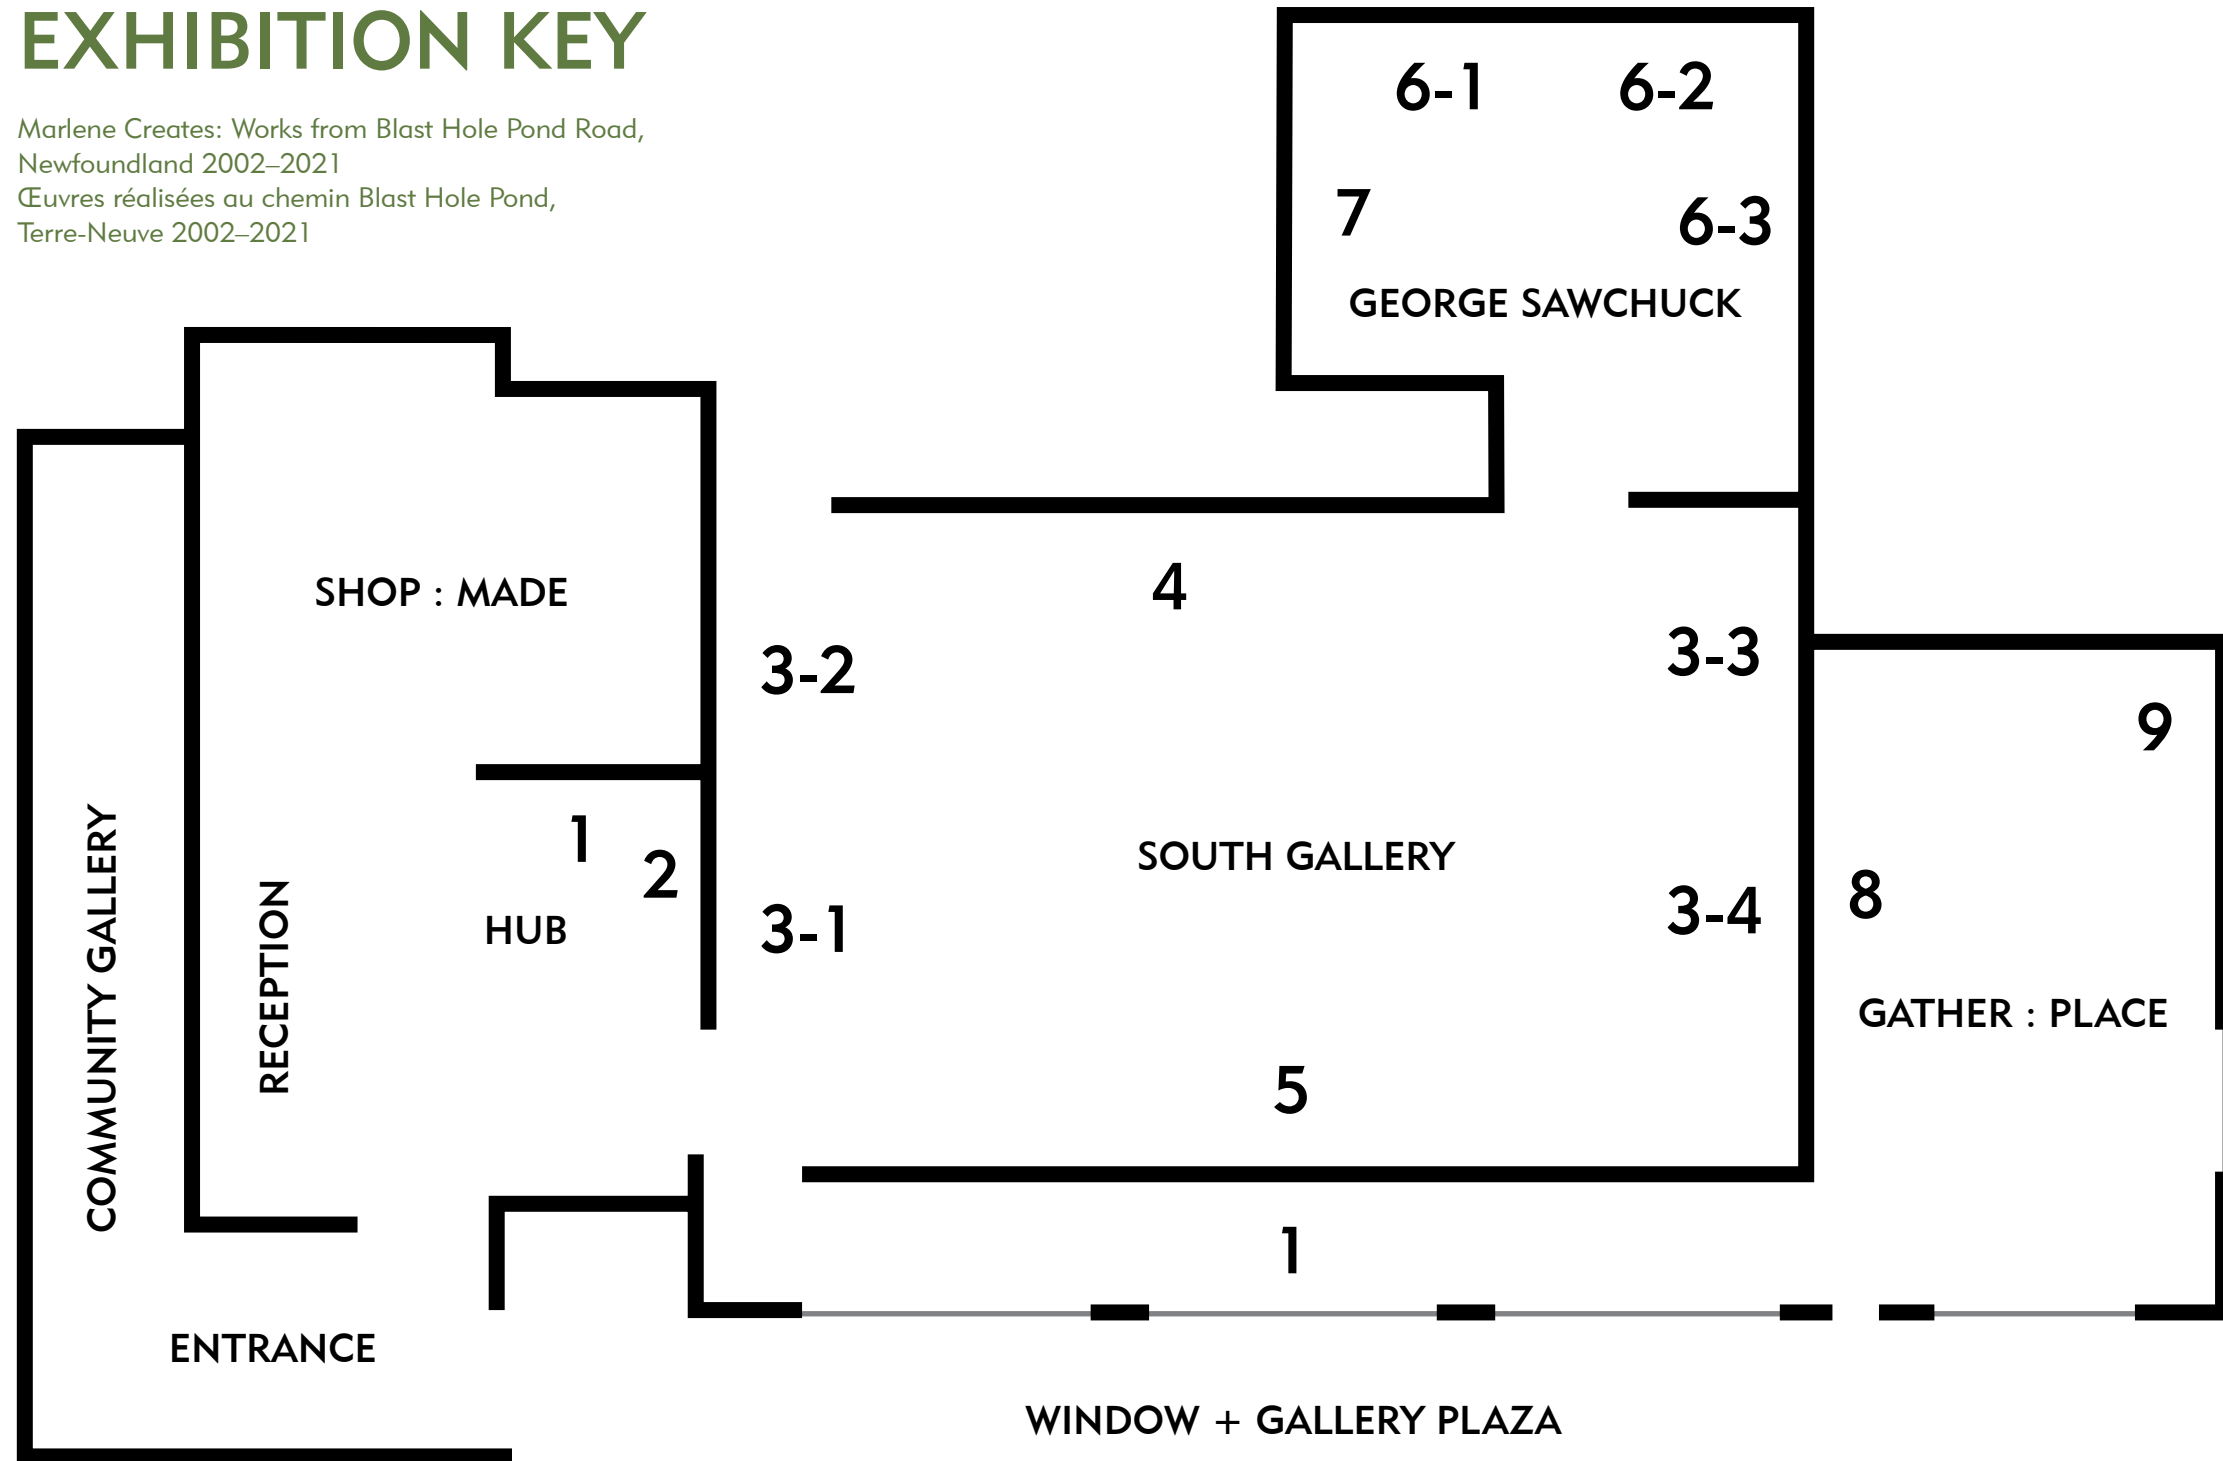 EXHIBITION KEY
Marlene Creates: Works from Blast Hole Pond Road,
Newfoundland 2002–2021
Œuvres réalisées au chemin Blast Hole Pond,
Terre-Neuve 2002–2021
6-1 6-2
7 6-3
GEORGE SAWCHUCK
SHOP : MADE
4
3-2
3-3
9
1
2
HUB
3-1
SOUTH GALLERY
3-4
8
COMMUNITY GALLERY
RECEPTION
GATHER : PLACE
5
1
ENTRANCE
WINDOW + GALLERY PLAZA